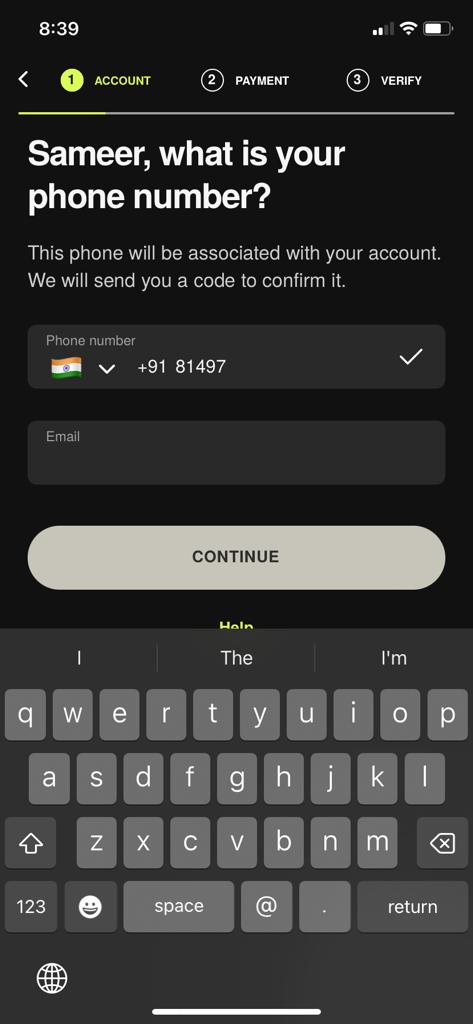 8:39
1 ACCOUNT 2 PAYMENT 3 VERIFY
Sameer, what is your
phone number?
This phone will be associated with your account.
We will send you a code to confirm it.
Phone number
+91 81497
Email
CONTINUE
Help
I The I'm
q w e r t y u i o p
a s d f g h j k l
z x c v b n m
123 space @ . return